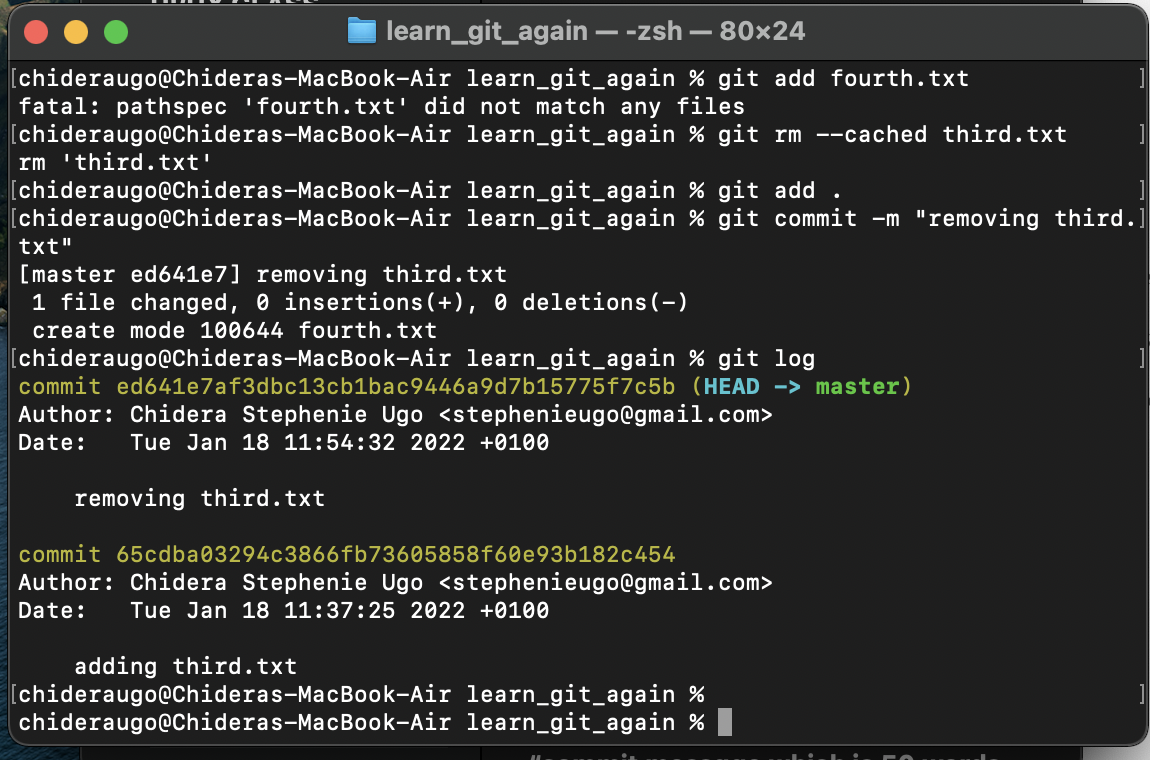 learn_git_again — -zsh — 80×24
[chideraugo@Chideras-MacBook-Air learn_git_again % git add fourth.txt ]
fatal: pathspec 'fourth.txt' did not match any files
[chideraugo@Chideras-MacBook-Air learn_git_again % git rm --cached third.txt ]
rm 'third.txt'
[chideraugo@Chideras-MacBook-Air learn_git_again % git add . ]
[chideraugo@Chideras-MacBook-Air learn_git_again % git commit -m "removing third.]
txt"
[master ed641e7] removing third.txt
 1 file changed, 0 insertions(+), 0 deletions(-)
 create mode 100644 fourth.txt
[chideraugo@Chideras-MacBook-Air learn_git_again % git log ]
commit ed641e7af3dbc13cb1bac9446a9d7b15775f7c5b (HEAD -> master)
Author: Chidera Stephenie Ugo <stephenieugo@gmail.com>
Date:   Tue Jan 18 11:54:32 2022 +0100
    removing third.txt
commit 65cdba03294c3866fb73605858f60e93b182c454
Author: Chidera Stephenie Ugo <stephenieugo@gmail.com>
Date:   Tue Jan 18 11:37:25 2022 +0100
    adding third.txt
[chideraugo@Chideras-MacBook-Air learn_git_again % ]
chideraugo@Chideras-MacBook-Air learn_git_again %